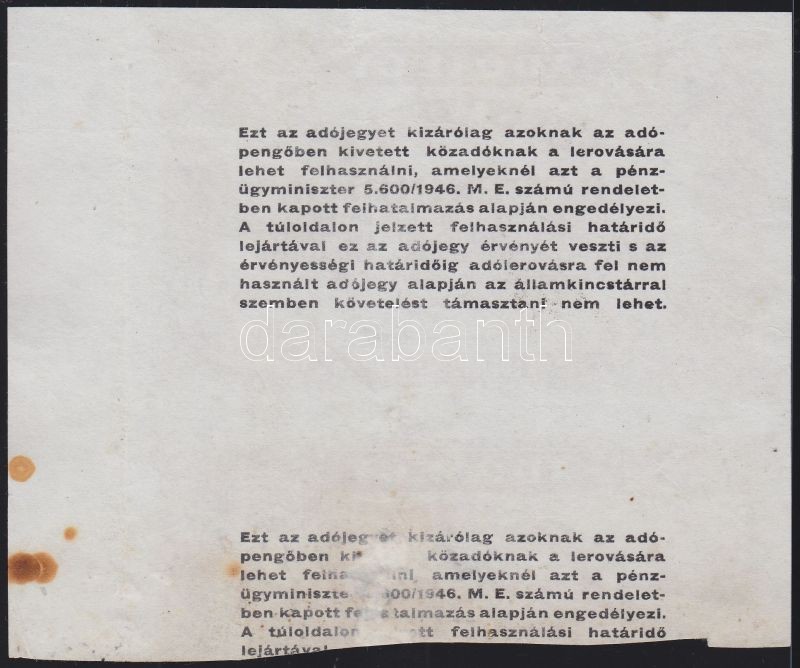 Ezt az adójegyet kizárólag azoknak az adó-
pengőben kivetett közadóknak a lerovására
lehet felhasználni, amelyeknél azt a pénz-
ügyminiszter 5.600/1946. M. E. számú rendelet-
ben kapott felhatalmazás alapján engedélyezi.
A túloldalon jelzett felhasználási határidő
lejártával ez az adójegy érvényét veszti s az
érvényességi határidőig adólerovásra fel nem
használt adójegy alapján az államkincstárral
szemben követelést támasztani nem lehet.
darabanth
Ezt az adójegyet kizárólag azoknak az adó-
pengőben közadóknak a lerovására
lehet amelyeknél azt a pénz-
ügyminiszte 600/1946. M. E. számú rendelet-
ben kapott alapján engedélyezi.
A túloldalon felhasználási határidő
lejártával